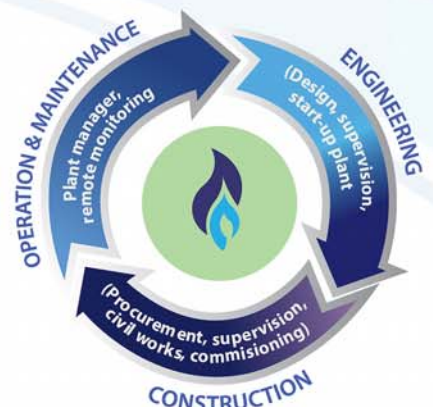 OPERATION & MAINTENANCE
Plant manager,
remote monitoring
ENGINEERING
(Design, supervision,
start-up plant
(Procurement, supervision,
civil works, commisioning)
CONSTRUCTION